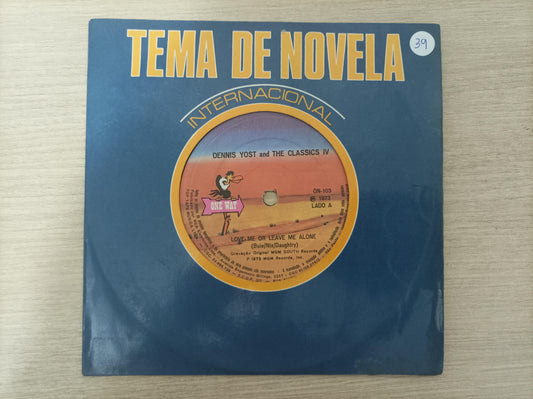 TEMA DE NOVELA
39
INTERNACIONAL
DENNIS YOST and THE CLASSICS IV
ON-103
℗ 1973
LADO A
ONE WAY
LOVE ME OR LEAVE ME ALONE
(Buie/Nix/Daughtry)
Gravação Original MGM SOUTH Records
P 1973 MGM Records, Inc.